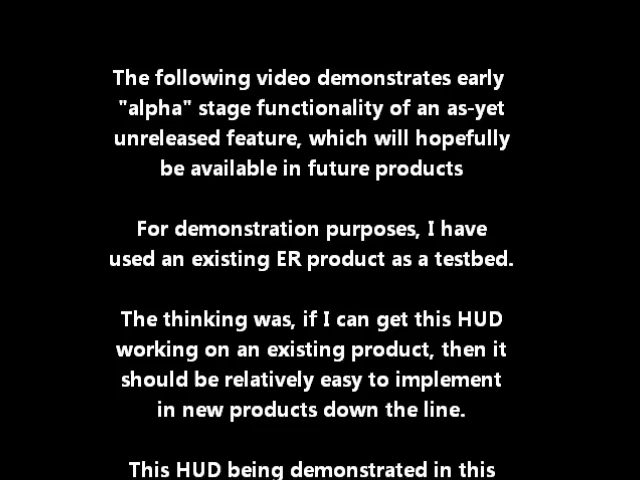 The following video demonstrates early
"alpha" stage functionality of an as-yet
unreleased feature, which will hopefully
be available in future products
For demonstration purposes, I have
used an existing ER product as a testbed.
The thinking was, if I can get this HUD
working on an existing product, then it
should be relatively easy to implement
in new products down the line.
This HUD being demonstrated in this